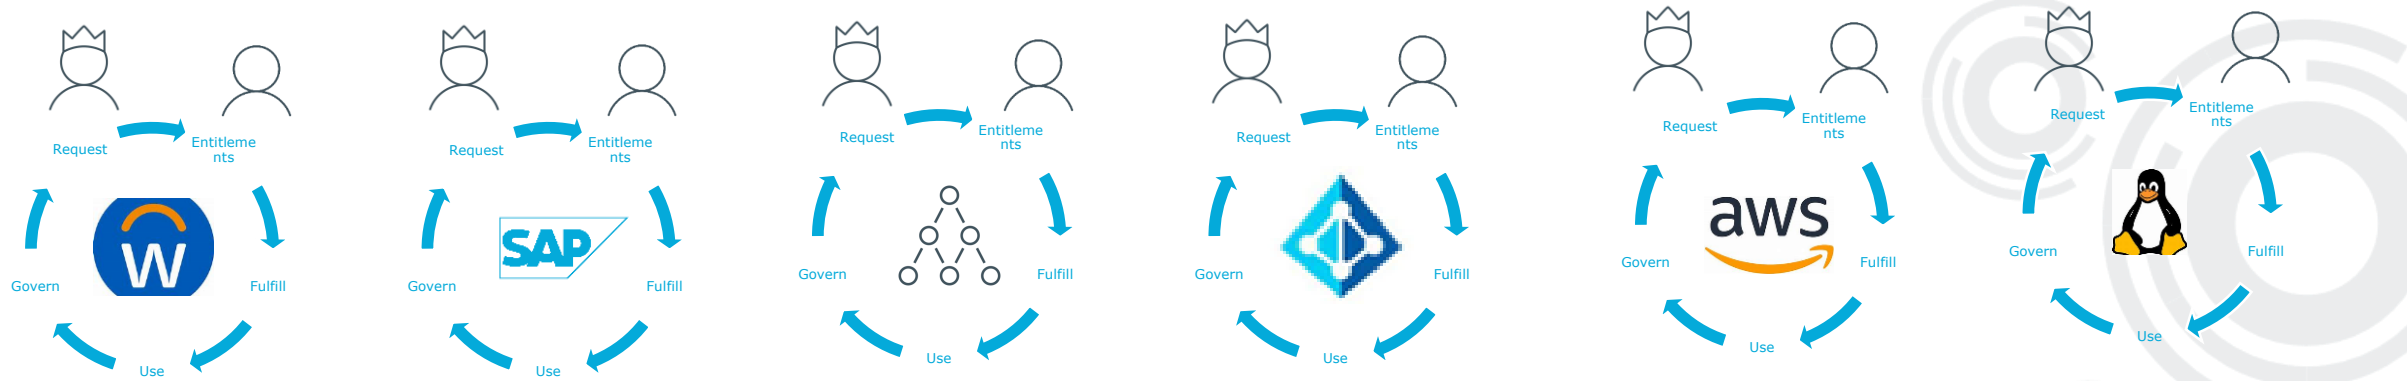 Request
Entitleme
nts
W
Govern
Fulfill
Use
Request
Entitleme
nts
SAP
Govern
Fulfill
Use
Request
Entitleme
nts
Govern
Fulfill
Use
Request
Entitleme
nts
Govern
Fulfill
Use
Request
Entitleme
nts
aws
Govern
Fulfill
Use
Request
Entitleme
nts
Govern
Fulfill
Use